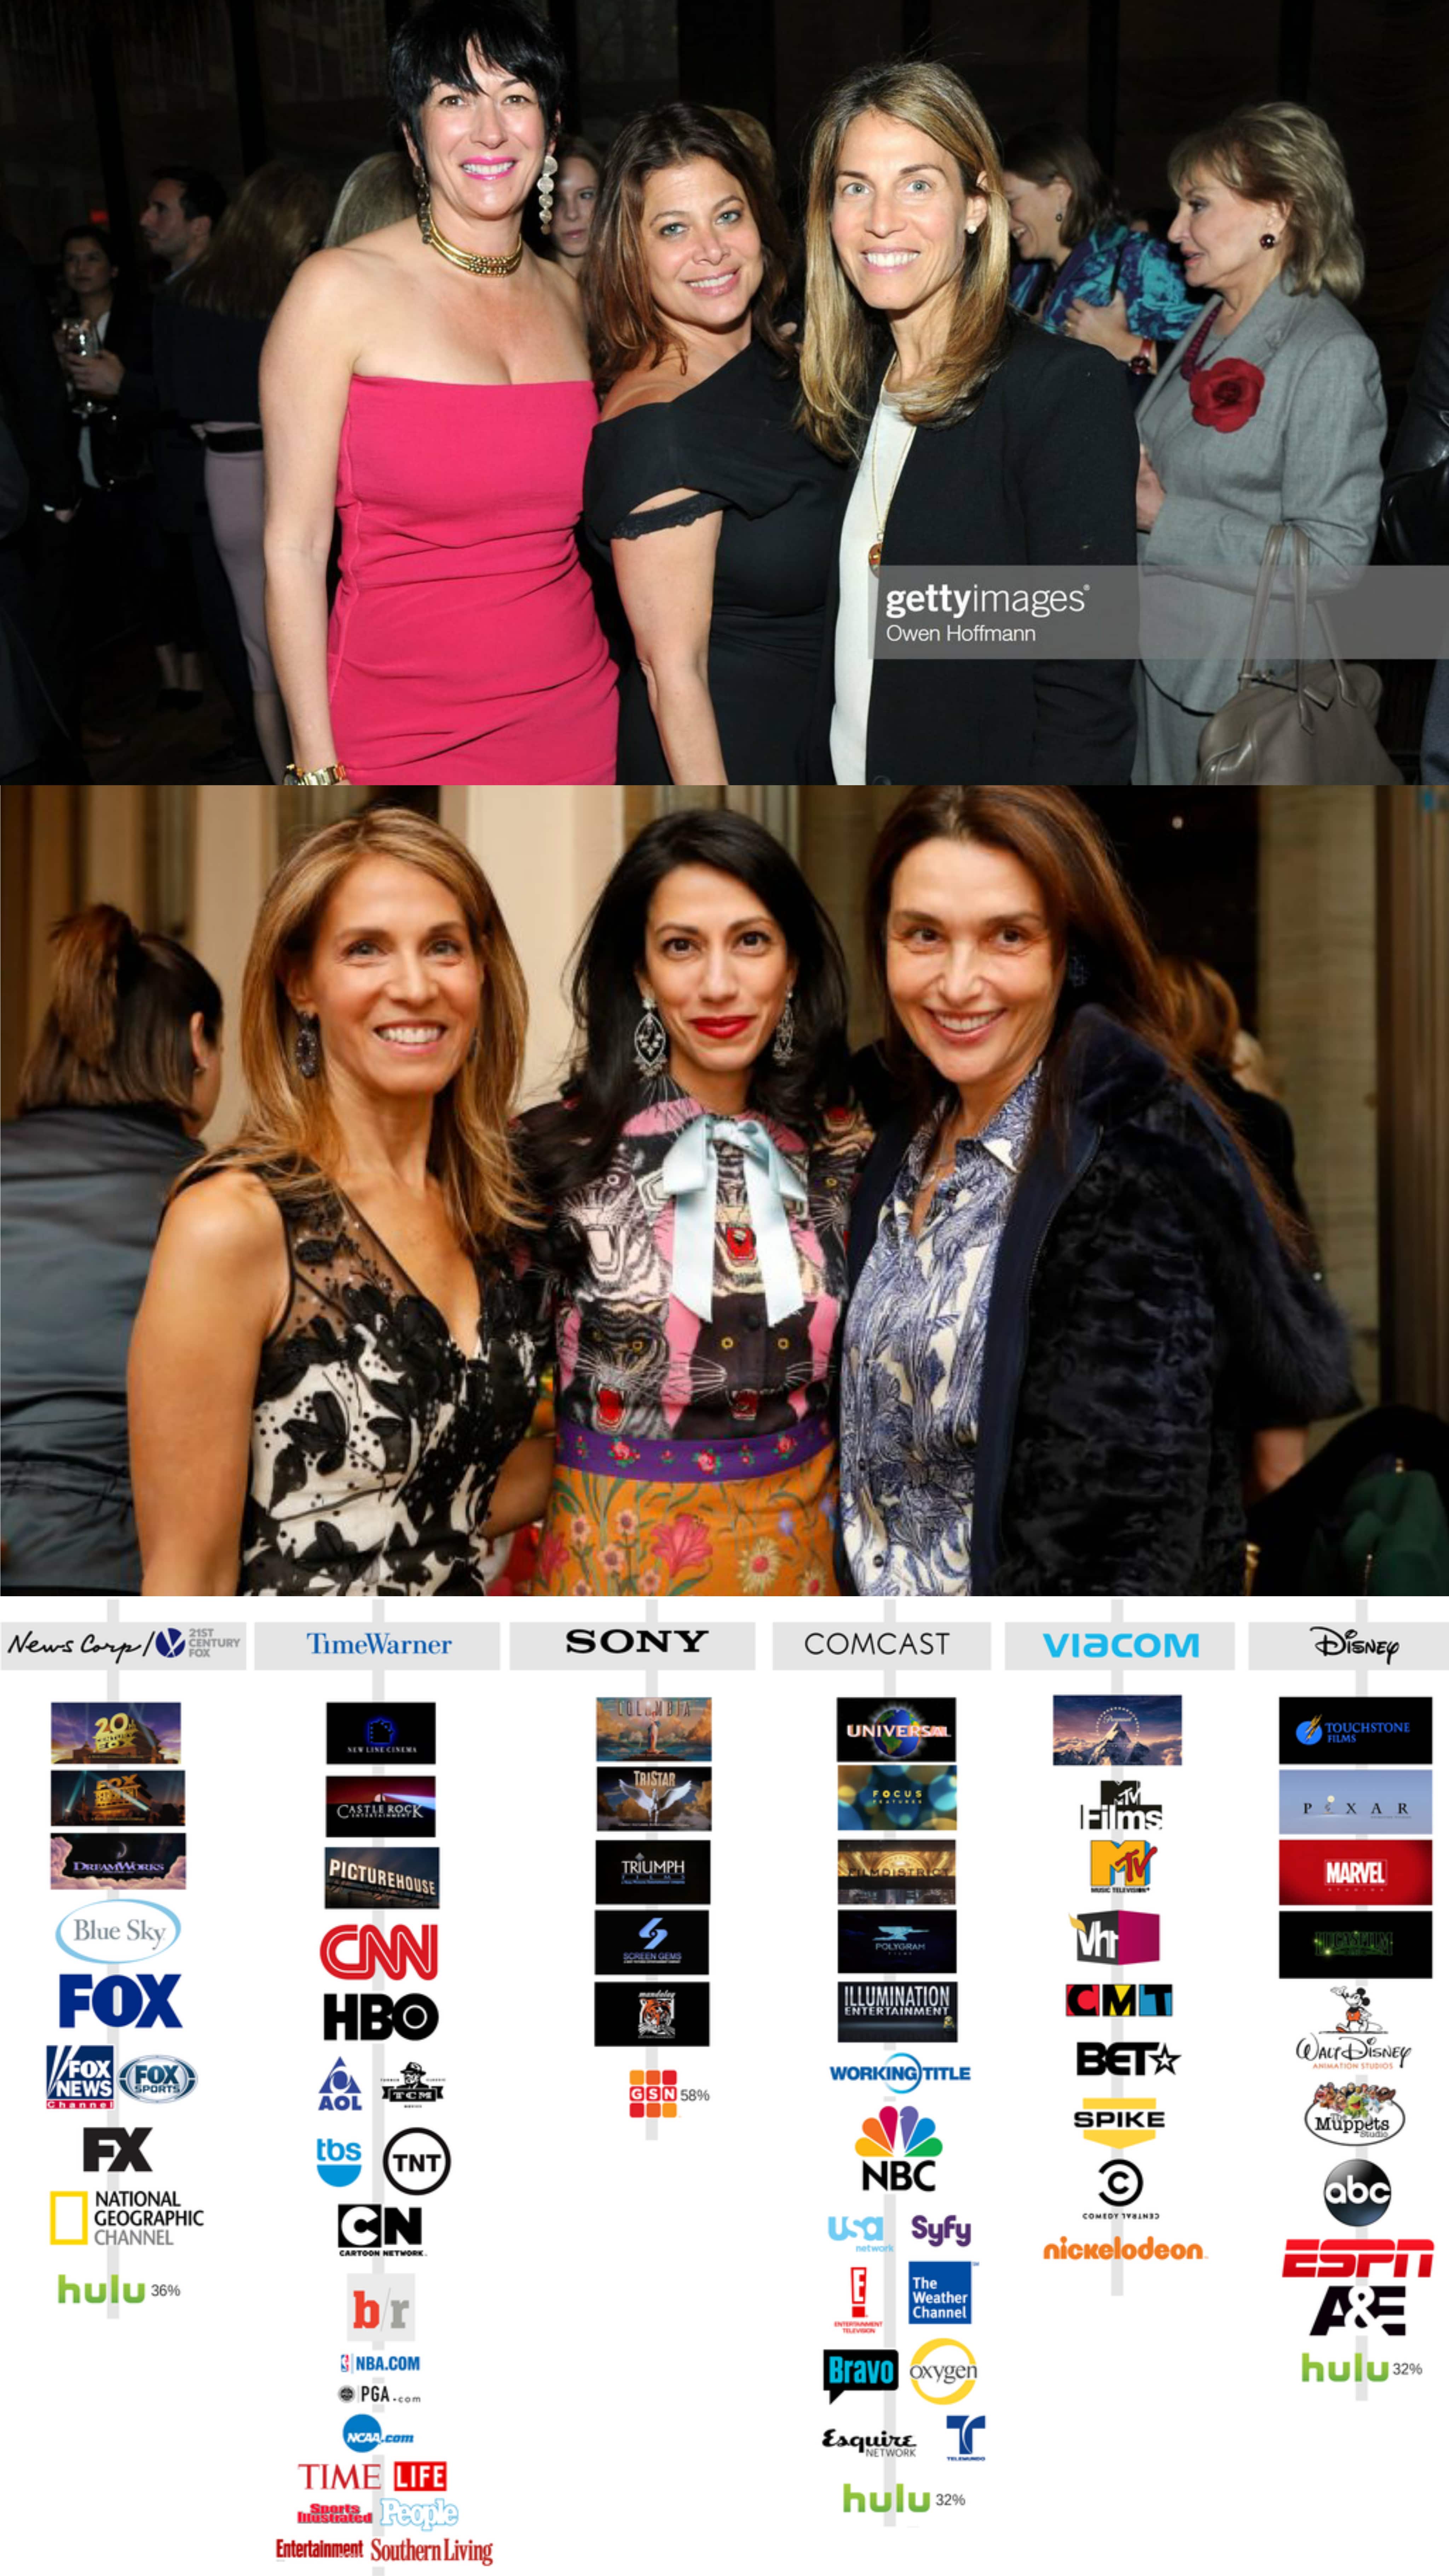 gettyimages®
Owen Hoffmann
News Corp / 21ST CENTURY FOX
TimeWarner
SONY
COMCAST
VIACOM
DISNEY
20th CENTURY FOX
NEW LINE CINEMA
COLUMBIA
UNIVERSAL
Paramount
TOUCHSTONE
FILMS
CASTLE ROCK
ENTERTAINMENT
TRISTAR
FOCUS
FEATURES
MTV
Films
PIXAR
DREAMWORKS
PICTUREHOUSE
TRIUMPH
FILMS
FILMDISTRICT
MTV
MUSIC TELEVISION®
MARVEL
STUDIOS
Blue Sky
CNN
SCREEN GEMS
POLYGRAM
FILMS
Vh1
LUCASFILM
FOX
HBO
mandalay
ILLUMINATION
ENTERTAINMENT
CMT
WALT DISNEY
ANIMATION STUDIOS
FOX
NEWS
Channel
FOX
SPORTS
AOL
TCM
GSN 58%
WORKING TITLE
BET
The
Muppets
Studio
FX
tbs
TNT
NBC
SPIKE
abc
NATIONAL
GEOGRAPHIC
CHANNEL
CN
CARTOON NETWORK.
usa
network
Syfy
COMEDY CENTRAL
ESPN
hulu 36%
b/r
E!
ENTERTAINMENT
TELEVISION
The
Weather
Channel
nickelodeon
A&E
NBA.COM
Bravo
oxygen
hulu 32%
PGA.com
NCAA.com
Esquire
NETWORK
TELEMUNDO
TIME LIFE
hulu 32%
Sports
Illustrated
People
Entertainment Southern Living